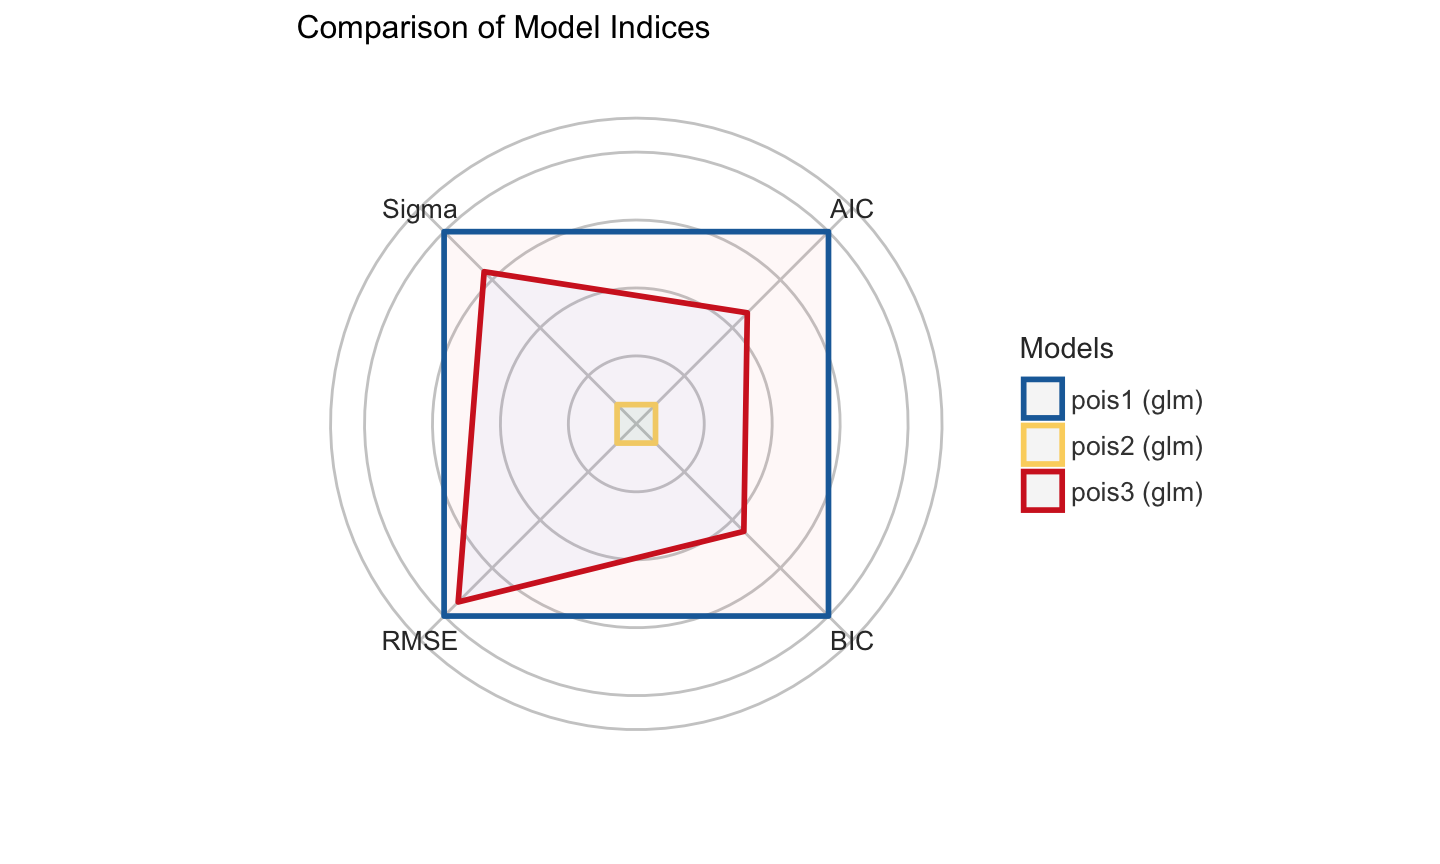 Comparison of Model Indices
Sigma
AIC
RMSE
BIC
Models
pois1 (glm)
pois2 (glm)
pois3 (glm)